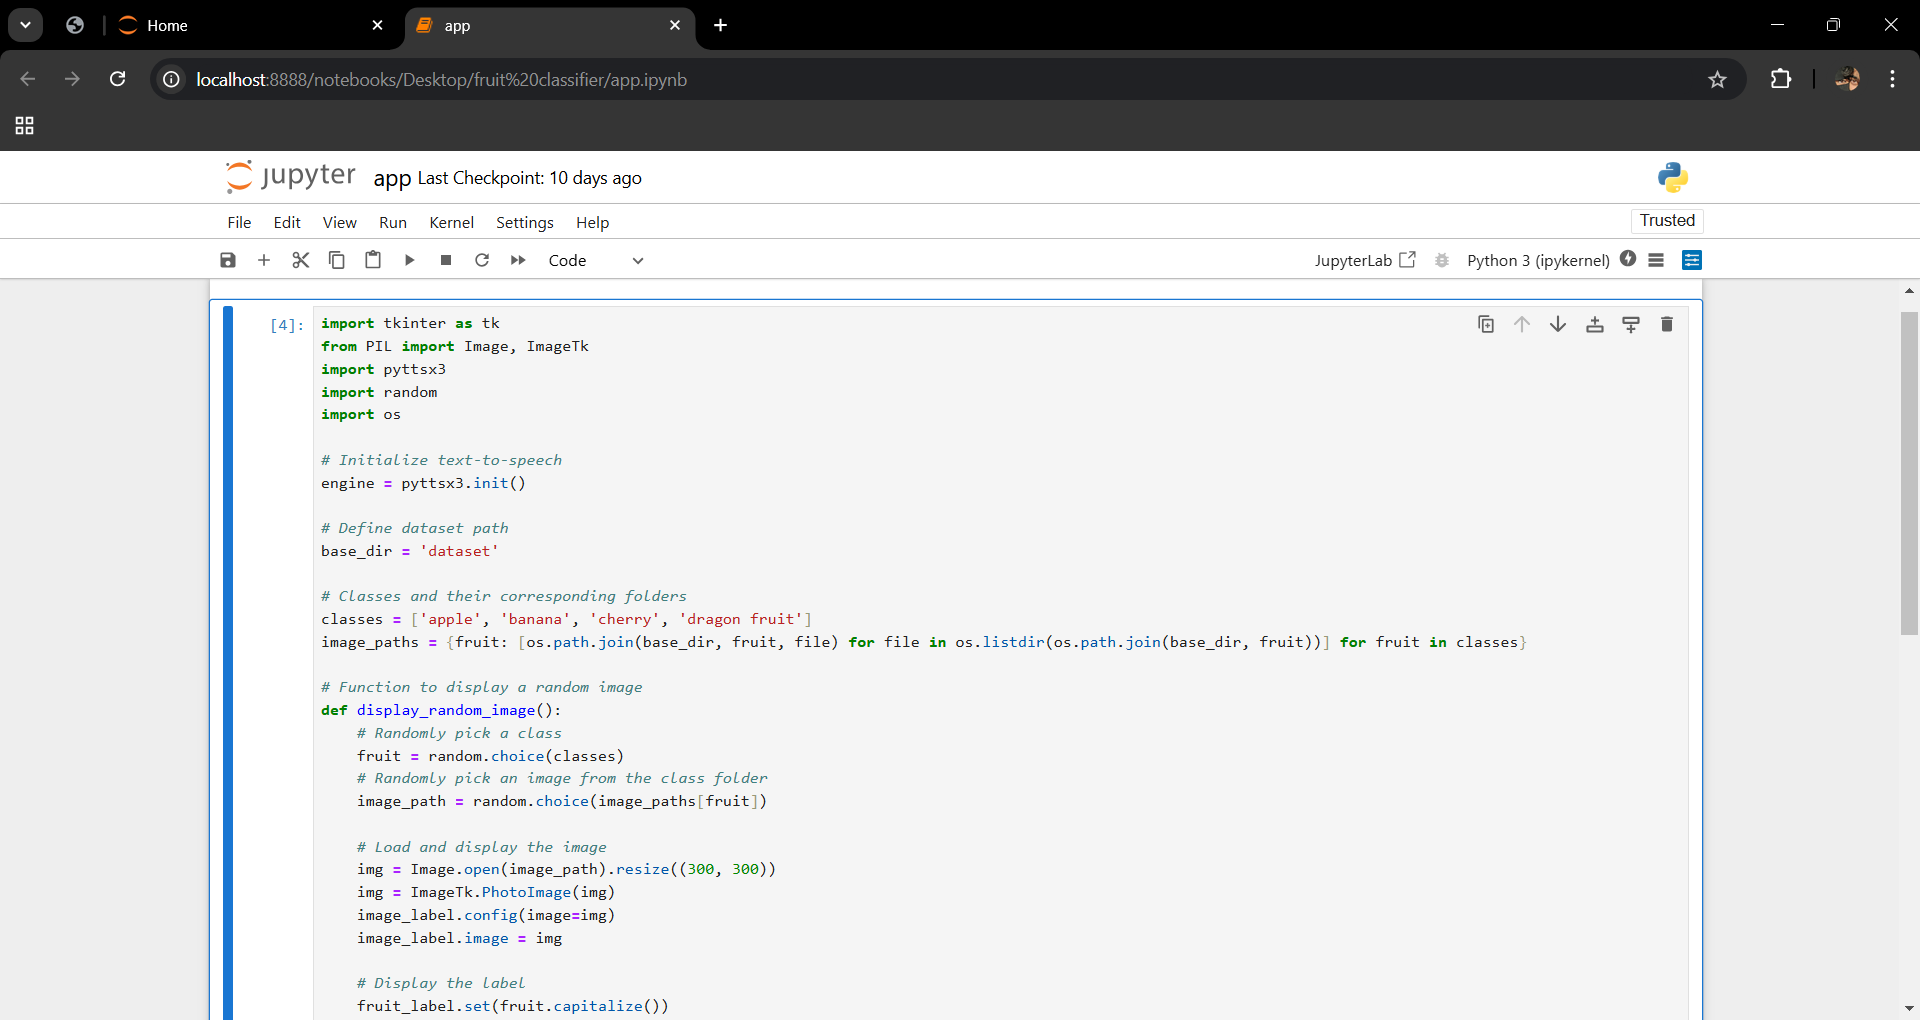 Home
app
localhost:8888/notebooks/Desktop/fruit%20classifier/app.ipynb
jupyter app Last Checkpoint: 10 days ago
File Edit View Run Kernel Settings Help
Trusted
Code
JupyterLab
Python 3 (ipykernel)
[4]:
import tkinter as tk
from PIL import Image, ImageTk
import pyttsx3
import random
import os
# Initialize text-to-speech
engine = pyttsx3.init()
# Define dataset path
base_dir = 'dataset'
# Classes and their corresponding folders
classes = ['apple', 'banana', 'cherry', 'dragon fruit']
image_paths = {fruit: [os.path.join(base_dir, fruit, file) for file in os.listdir(os.path.join(base_dir, fruit))] for fruit in classes}
# Function to display a random image
def display_random_image():
    # Randomly pick a class
    fruit = random.choice(classes)
    # Randomly pick an image from the class folder
    image_path = random.choice(image_paths[fruit])
    # Load and display the image
    img = Image.open(image_path).resize((300, 300))
    img = ImageTk.PhotoImage(img)
    image_label.config(image=img)
    image_label.image = img
    # Display the label
    fruit_label.set(fruit.capitalize())